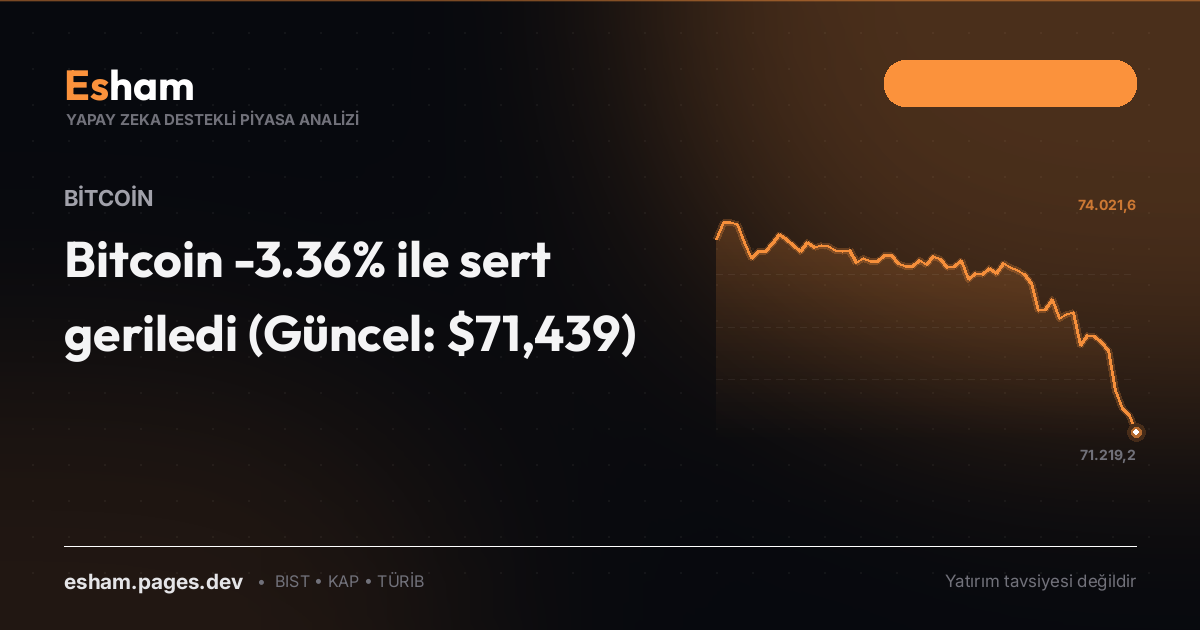 Esham
YAPAY ZEKA DESTEKLİ PİYASA ANALİZİ
BİTCOİN
Bitcoin -3.36% ile sert
geriledi (Güncel: $71,439)
74.021,6
71.219,2
esham.pages.dev • BIST • KAP • TÜRİB
Yatırım tavsiyesi değildir